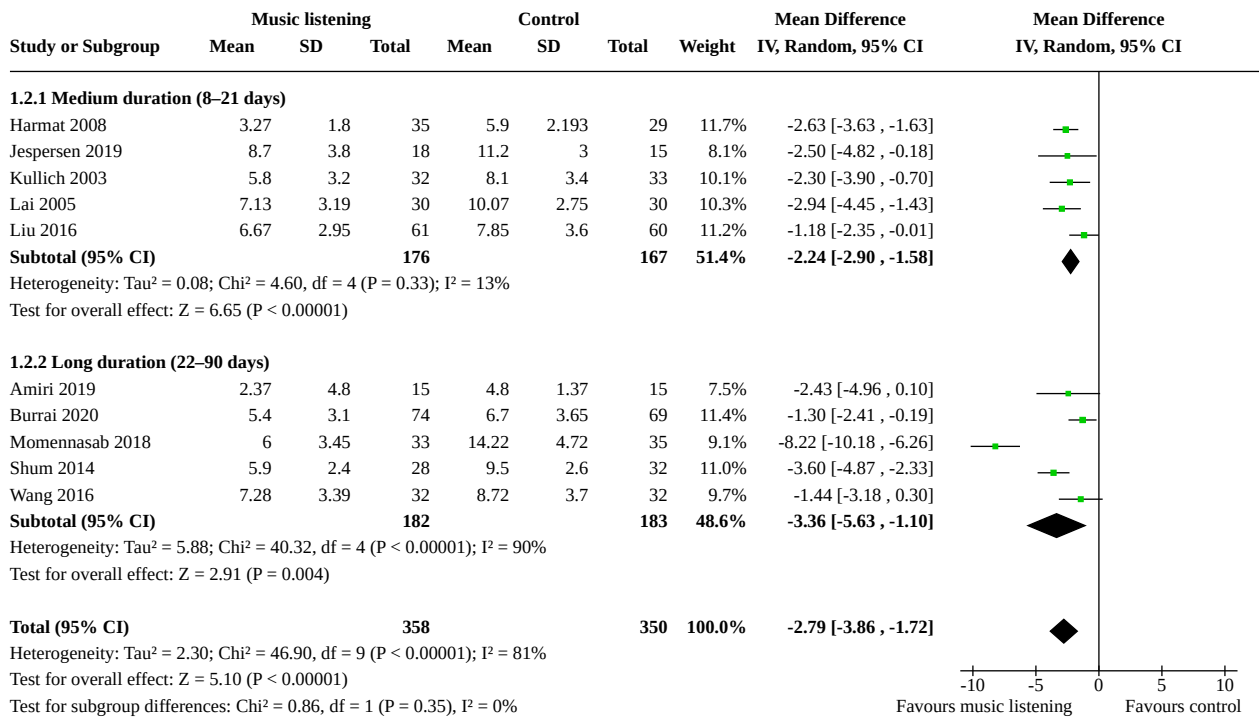 Music listening Control Mean Difference Mean Difference
Study or Subgroup Mean SD Total Mean SD Total Weight IV, Random, 95% CI IV, Random, 95% CI
1.2.1 Medium duration (8–21 days)
Harmat 2008 3.27 1.8 35 5.9 2.193 29 11.7% -2.63 [-3.63 , -1.63]
Jespersen 2019 8.7 3.8 18 11.2 3 15 8.1% -2.50 [-4.82 , -0.18]
Kullich 2003 5.8 3.2 32 8.1 3.4 33 10.1% -2.30 [-3.90 , -0.70]
Lai 2005 7.13 3.19 30 10.07 2.75 30 10.3% -2.94 [-4.45 , -1.43]
Liu 2016 6.67 2.95 61 7.85 3.6 60 11.2% -1.18 [-2.35 , -0.01]
Subtotal (95% CI) 176 167 51.4% -2.24 [-2.90 , -1.58]
Heterogeneity: Tau² = 0.08; Chi² = 4.60, df = 4 (P = 0.33); I² = 13%
Test for overall effect: Z = 6.65 (P < 0.00001)
1.2.2 Long duration (22–90 days)
Amiri 2019 2.37 4.8 15 4.8 1.37 15 7.5% -2.43 [-4.96 , 0.10]
Burrai 2020 5.4 3.1 74 6.7 3.65 69 11.4% -1.30 [-2.41 , -0.19]
Momennasab 2018 6 3.45 33 14.22 4.72 35 9.1% -8.22 [-10.18 , -6.26]
Shum 2014 5.9 2.4 28 9.5 2.6 32 11.0% -3.60 [-4.87 , -2.33]
Wang 2016 7.28 3.39 32 8.72 3.7 32 9.7% -1.44 [-3.18 , 0.30]
Subtotal (95% CI) 182 183 48.6% -3.36 [-5.63 , -1.10]
Heterogeneity: Tau² = 5.88; Chi² = 40.32, df = 4 (P < 0.00001); I² = 90%
Test for overall effect: Z = 2.91 (P = 0.004)
Total (95% CI) 358 350 100.0% -2.79 [-3.86 , -1.72]
Heterogeneity: Tau² = 2.30; Chi² = 46.90, df = 9 (P < 0.00001); I² = 81%
Test for overall effect: Z = 5.10 (P < 0.00001)
-10 -5 0 5 10
Test for subgroup differences: Chi² = 0.86, df = 1 (P = 0.35), I² = 0%
Favours music listening Favours control